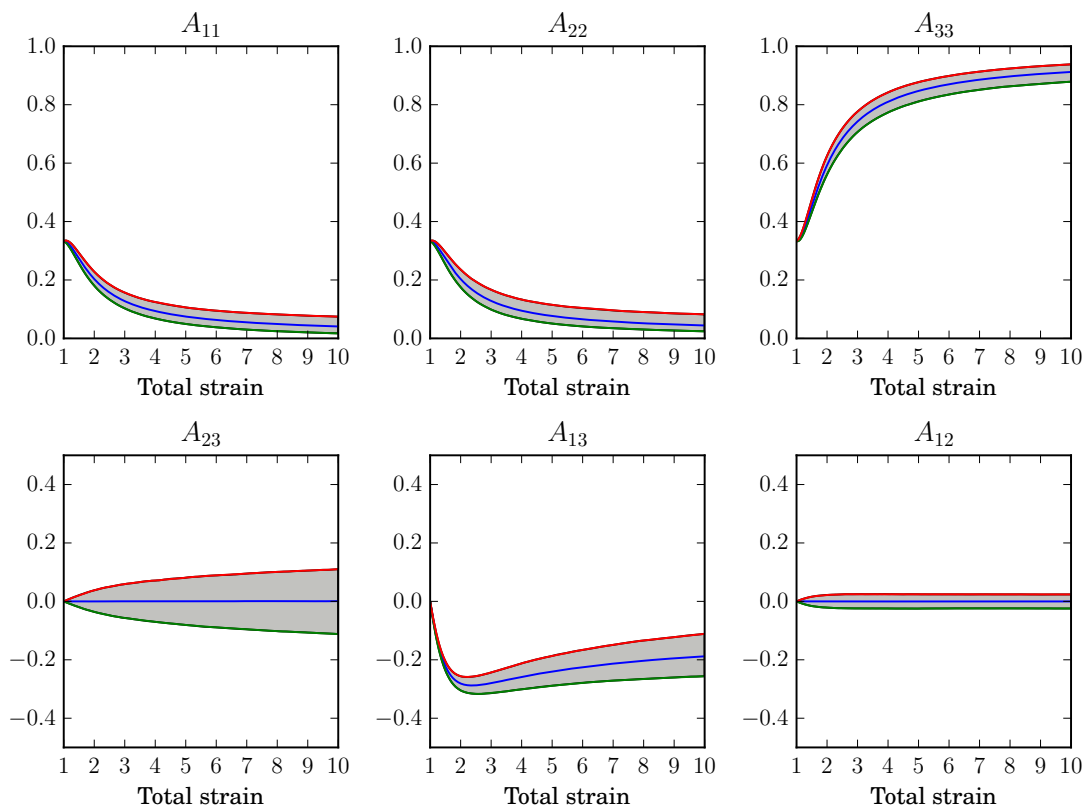 A₁₁ A₂₂ A₃₃
1.0 1.0 1.0
0.8 0.8 0.8
0.6 0.6 0.6
0.4 0.4 0.4
0.2 0.2 0.2
0.0 0.0 0.0
1 2 3 4 5 6 7 8 9 10 1 2 3 4 5 6 7 8 9 10 1 2 3 4 5 6 7 8 9 10
Total strain Total strain Total strain
A₂₃ A₁₃ A₁₂
0.4 0.4 0.4
0.2 0.2 0.2
0.0 0.0 0.0
−0.2 −0.2 −0.2
−0.4 −0.4 −0.4
1 2 3 4 5 6 7 8 9 10 1 2 3 4 5 6 7 8 9 10 1 2 3 4 5 6 7 8 9 10
Total strain Total strain Total strain